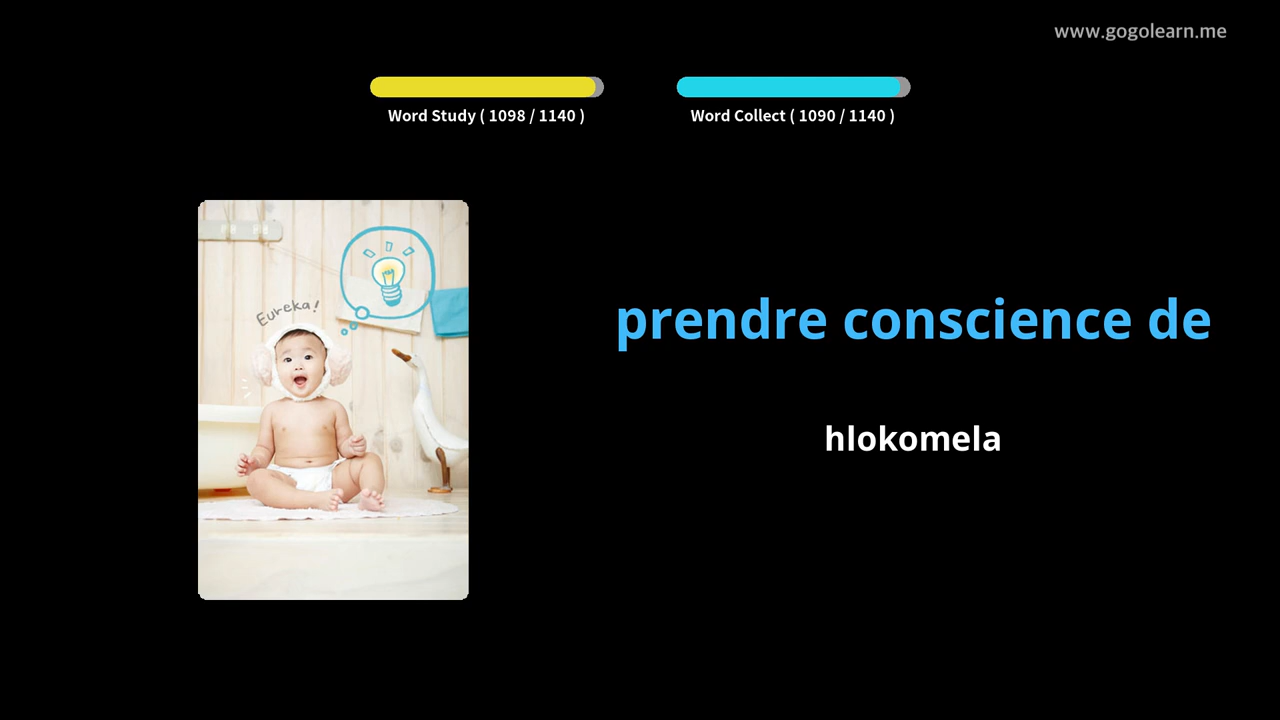 www.gogolearn.me
Word Study ( 1098 / 1140 )
Word Collect ( 1090 / 1140 )
Eureka!
prendre conscience de
hlokomela